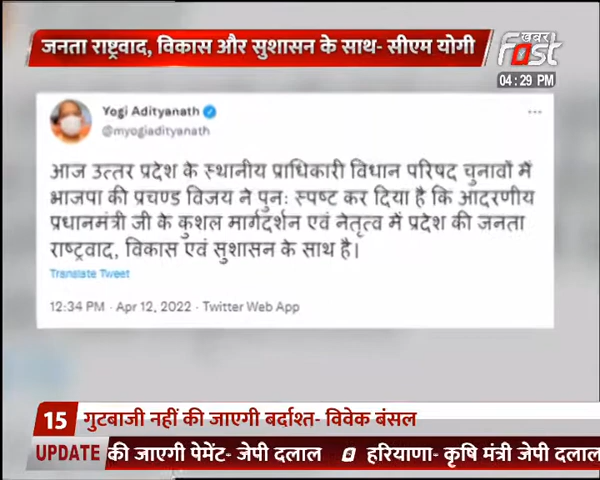 जनता राष्ट्रवाद, विकास और सुशासन के साथ- सीएम योगी
खबर
Fast
04:29 PM
Yogi Adityanath
@myogiadityanath
आज उत्तर प्रदेश के स्थानीय प्राधिकारी विधान परिषद चुनावों में
भाजपा की प्रचण्ड विजय ने पुनः स्पष्ट कर दिया है कि आदरणीय
प्रधानमंत्री जी के कुशल मार्गदर्शन एवं नेतृत्व में प्रदेश की जनता
राष्ट्रवाद, विकास एवं सुशासन के साथ है।
Translate Tweet
12:34 PM · Apr 12, 2022 · Twitter Web App
15 गुटबाजी नहीं की जाएगी बर्दाश्त- विवेक बंसल
UPDATE की जाएगी पेमेंट- जेपी दलाल हरियाणा- कृषि मंत्री जेपी दलाल